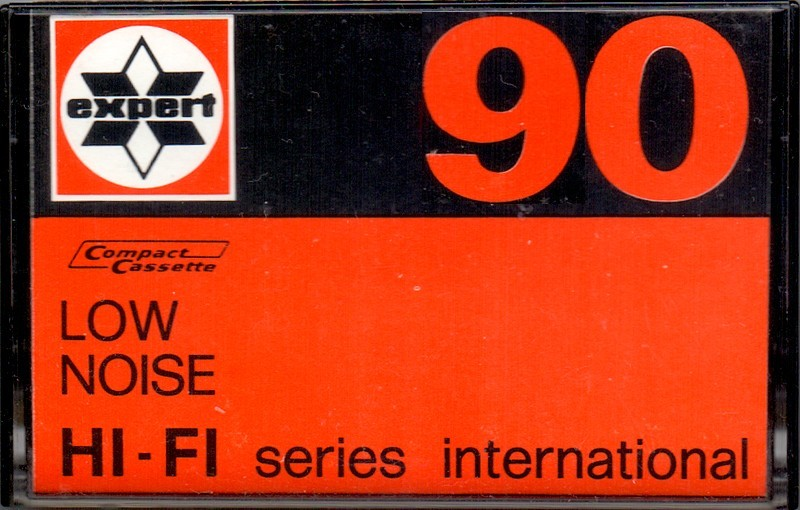 expert
90
Compact
Cassette
LOW
NOISE
HI-FI series international